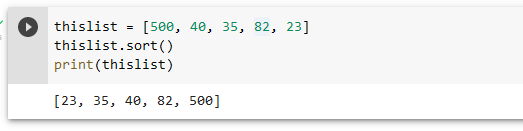 thislist = [500, 40, 35, 82, 23]
thislist.sort()
print(thislist)
[23, 35, 40, 82, 500]